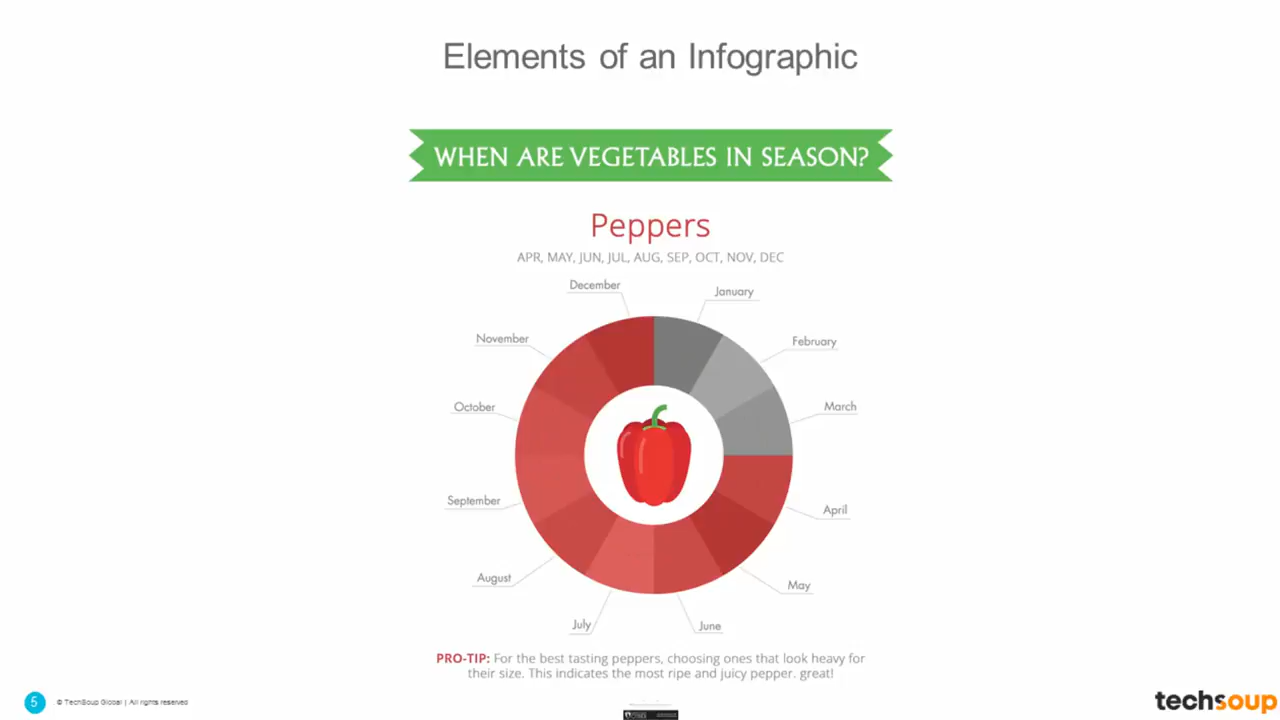 Elements of an Infographic
WHEN ARE VEGETABLES IN SEASON?
Peppers
APR, MAY, JUN, JUL, AUG, SEP, OCT, NOV, DEC
December
January
November
February
October
March
September
April
August
May
July
June
PRO-TIP: For the best tasting peppers, choosing ones that look heavy for
their size. This indicates the most ripe and juicy pepper. great!
5
© TechSoup Global | All rights reserved
techsoup